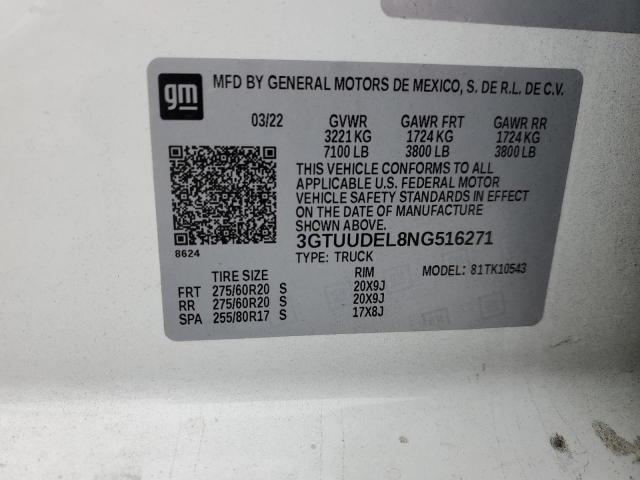 gm
MFD BY GENERAL MOTORS DE MEXICO, S. DE R.L. DE C.V.
03/22 GVWR GAWR FRT GAWR RR
3221 KG 1724 KG 1724 KG
7100 LB 3800 LB 3800 LB
THIS VEHICLE CONFORMS TO ALL
APPLICABLE U.S. FEDERAL MOTOR
VEHICLE SAFETY STANDARDS IN EFFECT
ON THE DATE OF MANUFACTURE
SHOWN ABOVE.
8624
3GTUUDEL8NG516271
TYPE: TRUCK MODEL: 81TK10543
TIRE SIZE RIM
FRT 275/60R20 S 20X9J
RR 275/60R20 S 20X9J
SPA 255/80R17 S 17X8J